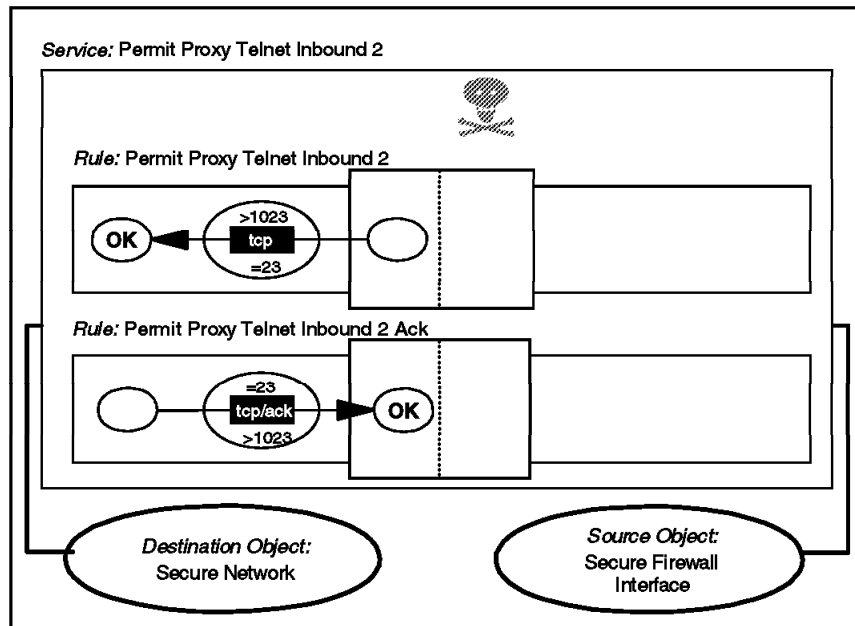 Service: Permit Proxy Telnet Inbound 2
Rule: Permit Proxy Telnet Inbound 2
>1023
OK
tcp
=23
Rule: Permit Proxy Telnet Inbound 2 Ack
=23
tcp/ack
OK
>1023
Destination Object:
Secure Network
Source Object:
Secure Firewall
Interface